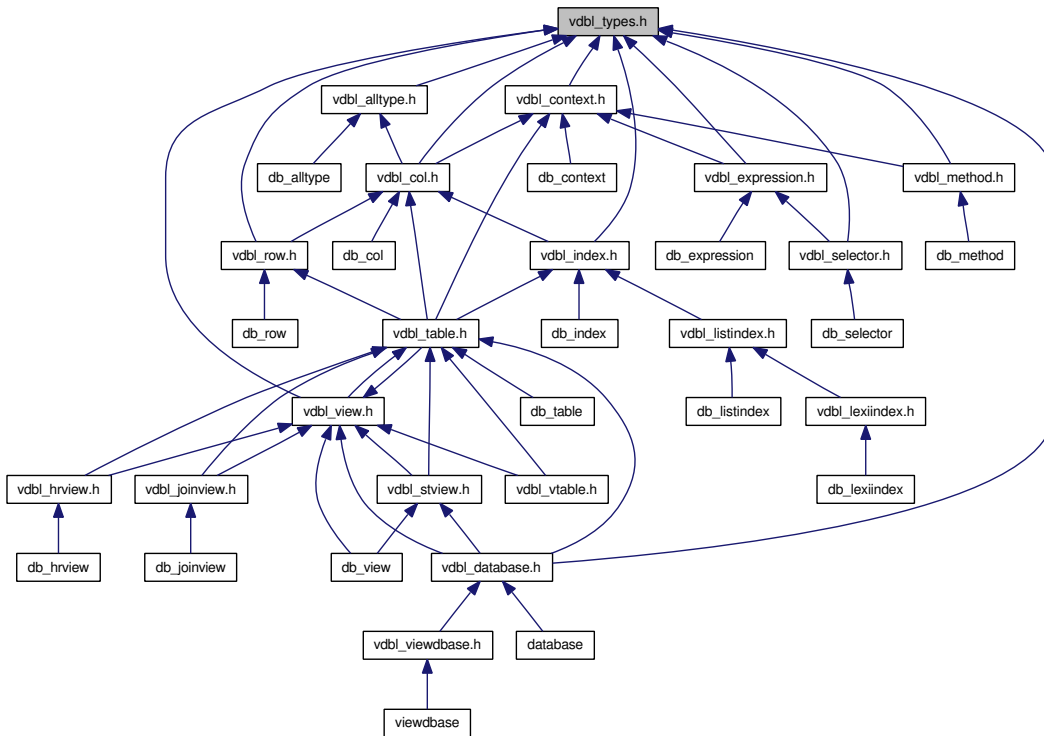 vdbl_types.h
vdbl_alltype.h
vdbl_context.h
db_alltype
vdbl_col.h
db_context
vdbl_expression.h
vdbl_method.h
vdbl_row.h
db_col
vdbl_index.h
db_expression
vdbl_selector.h
db_method
db_row
vdbl_table.h
db_index
vdbl_listindex.h
db_selector
vdbl_view.h
db_table
db_listindex
vdbl_lexiindex.h
vdbl_hrview.h
vdbl_joinview.h
vdbl_stview.h
vdbl_vtable.h
db_lexiindex
db_hrview
db_joinview
db_view
vdbl_database.h
vdbl_viewdbase.h
database
viewdbase